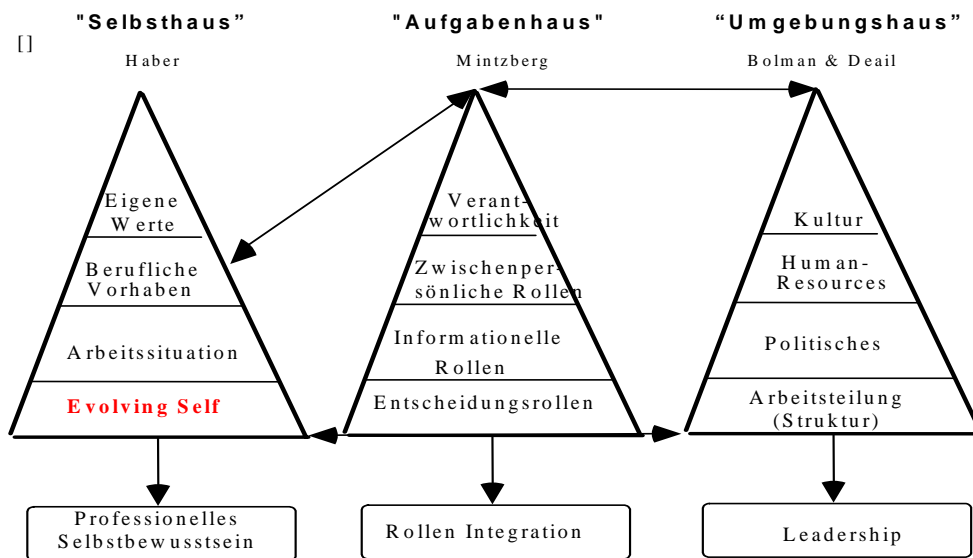 "Selbsthaus” "Aufgabenhaus" “Umgebungshaus”
[]
Haber Mintzberg Bolman & Deail
Eigene
Werte
Berufliche
Vorhaben
Arbeitssituation
Evolving Self
Professionelles
Selbstbewusstsein
Verant-
wortlichkeit
Zwischenper-
sönliche Rollen
Informationelle
Rollen
Entscheidungsrollen
Rollen Integration
Kultur
Human-
Resources
Politisches
Arbeitsteilung
(Struktur)
Leadership